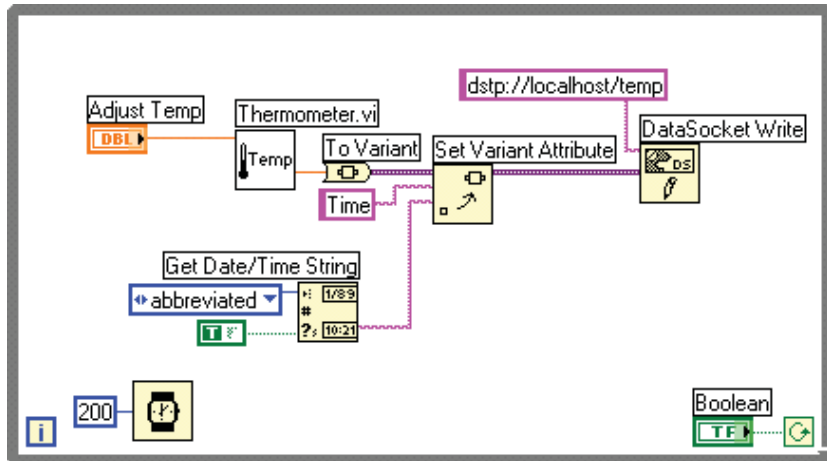 dstp://localhost/temp
Adjust Temp
Thermometer.vi
DataSocket Write
DBL
Temp
To Variant
Set Variant Attribute
DS
Time
Get Date/Time String
abbreviated
1/89
#
T
?s 10:21
200
Boolean
i
TF